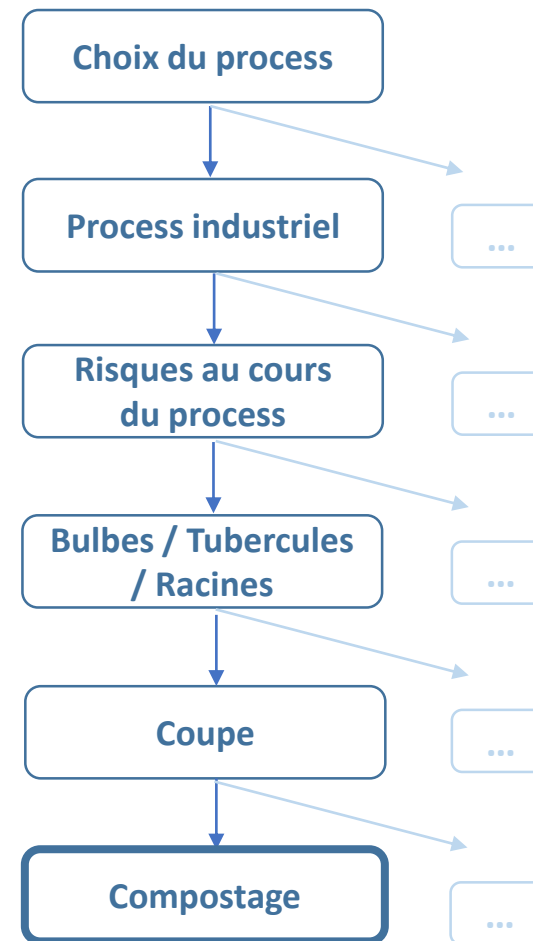 Choix du process
Process industriel
...
Risques au cours
du process
...
Bulbes / Tubercules
/ Racines
...
Coupe
...
Compostage
...